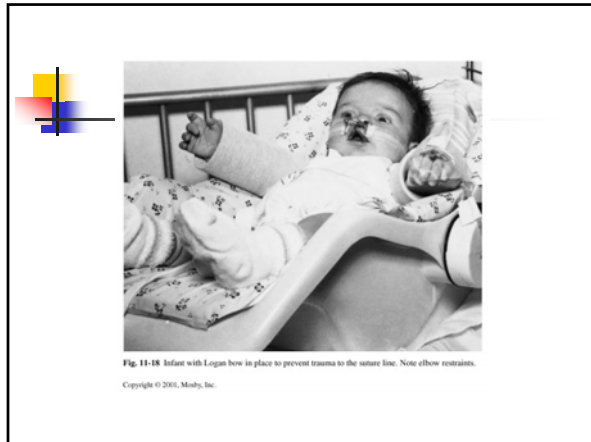 Fig. 11-18 Infant with Logan bow in place to prevent trauma to the suture line. Note elbow restraints.
Copyright © 2001, Mosby, Inc.